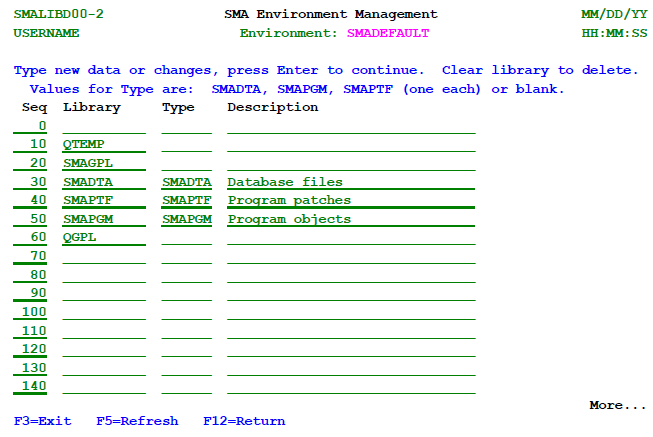 SMALIBD00-2 SMA Environment Management MM/DD/YY
USERNAME Environment: SMADEFAULT HH:MM:SS
Type new data or changes, press Enter to continue. Clear library to delete.
Values for Type are: SMADTA, SMAPGM, SMAPTF (one each) or blank.
Seq Library Type Description
0
10 QTEMP
20 SMAGPL
30 SMADTA SMADTA Database files
40 SMAPTF SMAPTF Program patches
50 SMAPGM SMAPGM Program objects
60 QGPL
70
80
90
100
110
120
130
140
More...
F3=Exit F5=Refresh F12=Return